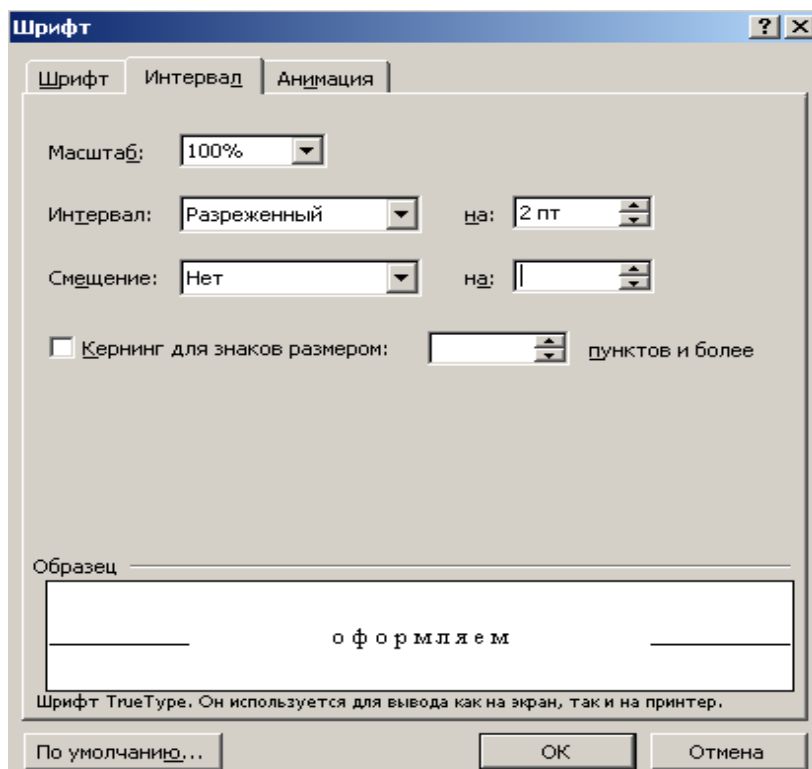 Шрифт
Шрифт Интервал Анимация
Масштаб: 100%
Интервал: Разреженный на: 2 пт
Смещение: Нет на:
Кернинг для знаков размером: пунктов и более
Образец
оформляем
Шрифт TrueType. Он используется для вывода как на экран, так и на принтер.
По умолчанию... ОК Отмена